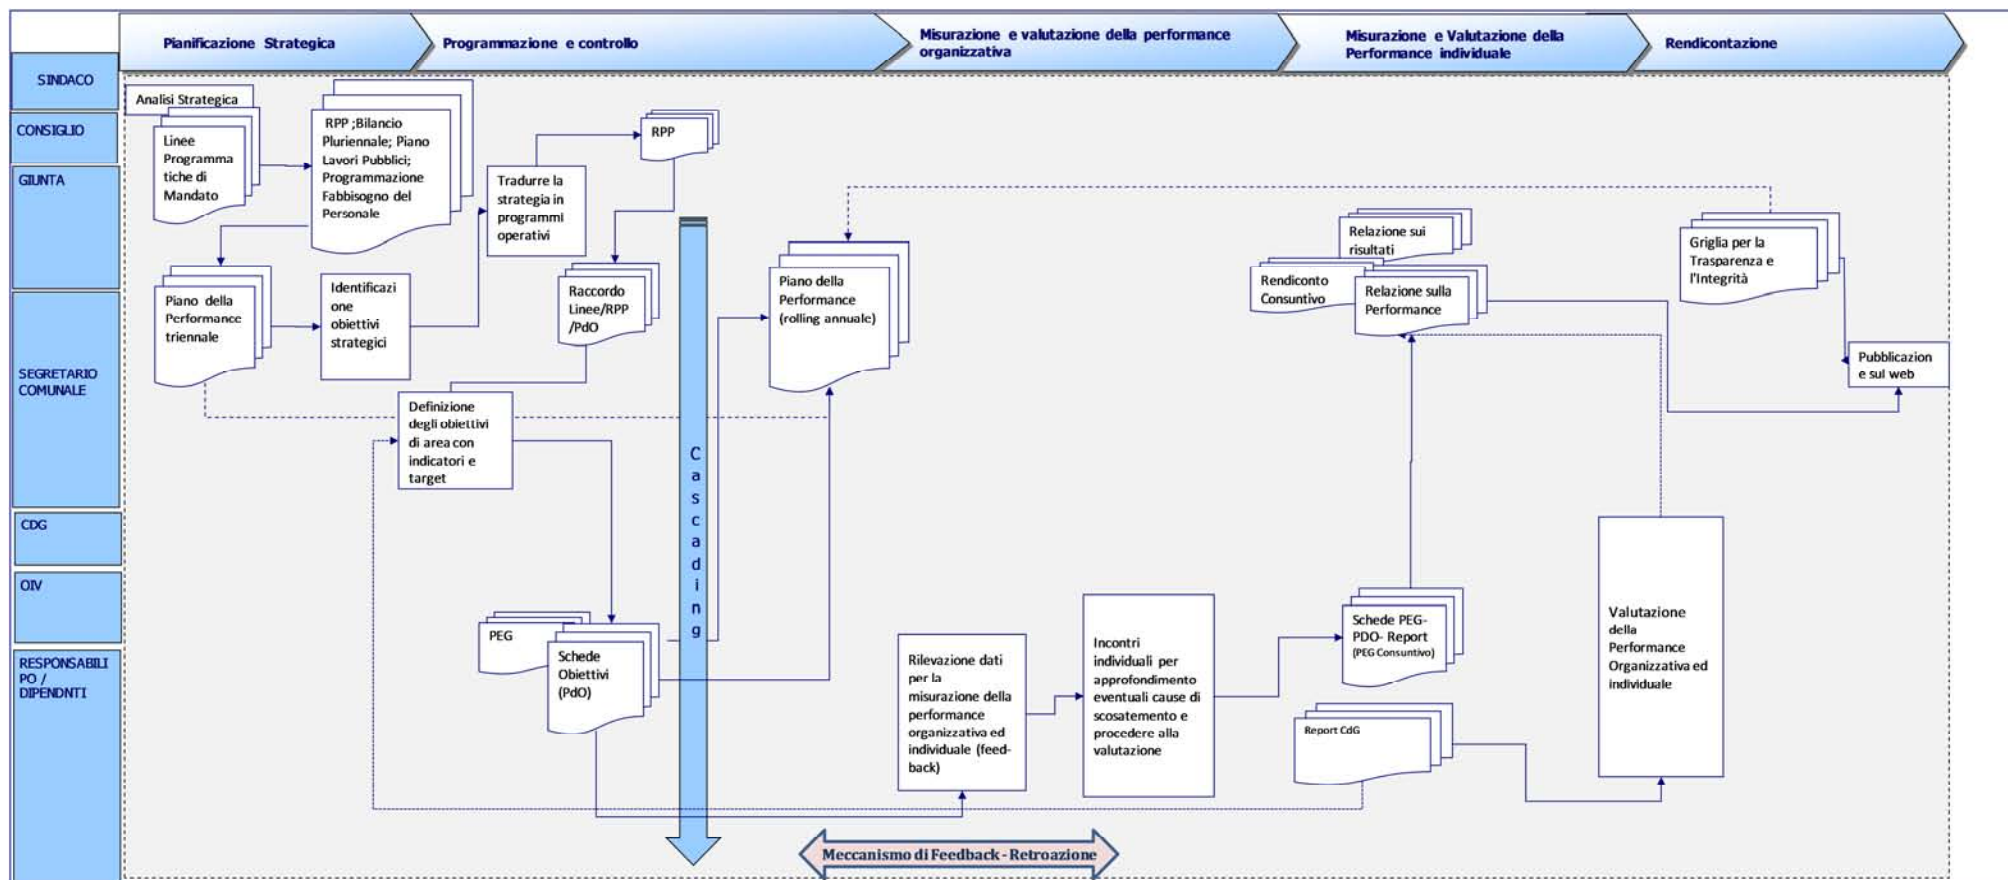 Pianificazione Strategica
Programmazione e controllo
Misurazione e valutazione della performance
organizzativa
Misurazione e Valutazione della
Performance individuale
Rendicontazione
SINDACO
CONSIGLIO
GIUNTA
SEGRETARIO
COMUNALE
CDG
OIV
RESPONSABILI
PO /
DIPENDNTI
Analisi Strategica
Linee
Programma
tiche di
Mandato
RPP ;Bilancio
Pluriennale; Piano
Lavori Pubblici;
Programmazione
Fabbisogno del
Personale
Piano della
Performance
triennale
Identificazi
one
obiettivi
strategici
Tradurre la
strategia in
programmi
operativi
RPP
Raccordo
Linee/RPP
/PdO
Definizione
degli obiettivi
di area con
indicatori e
target
PEG
Schede
Obiettivi
(PdO)
Cascading
Piano della
Performance
(rolling annuale)
Rilevazione dati
per la
misurazione della
performance
organizzativa ed
individuale (feed-
back)
Incontri
individuali per
approfondimento
eventuali cause di
scosatemento e
procedere alla
valutazione
Relazione sui
risultati
Rendiconto
Consuntivo
Relazione sulla
Performance
Schede PEG-
PDO- Report
(PEG Consuntivo)
Report CdG
Valutazione
della
Performance
Organizzativa ed
individuale
Griglia per la
Trasparenza e
l'Integrità
Pubblicazion
e sul web
Meccanismo di Feedback - Retroazione